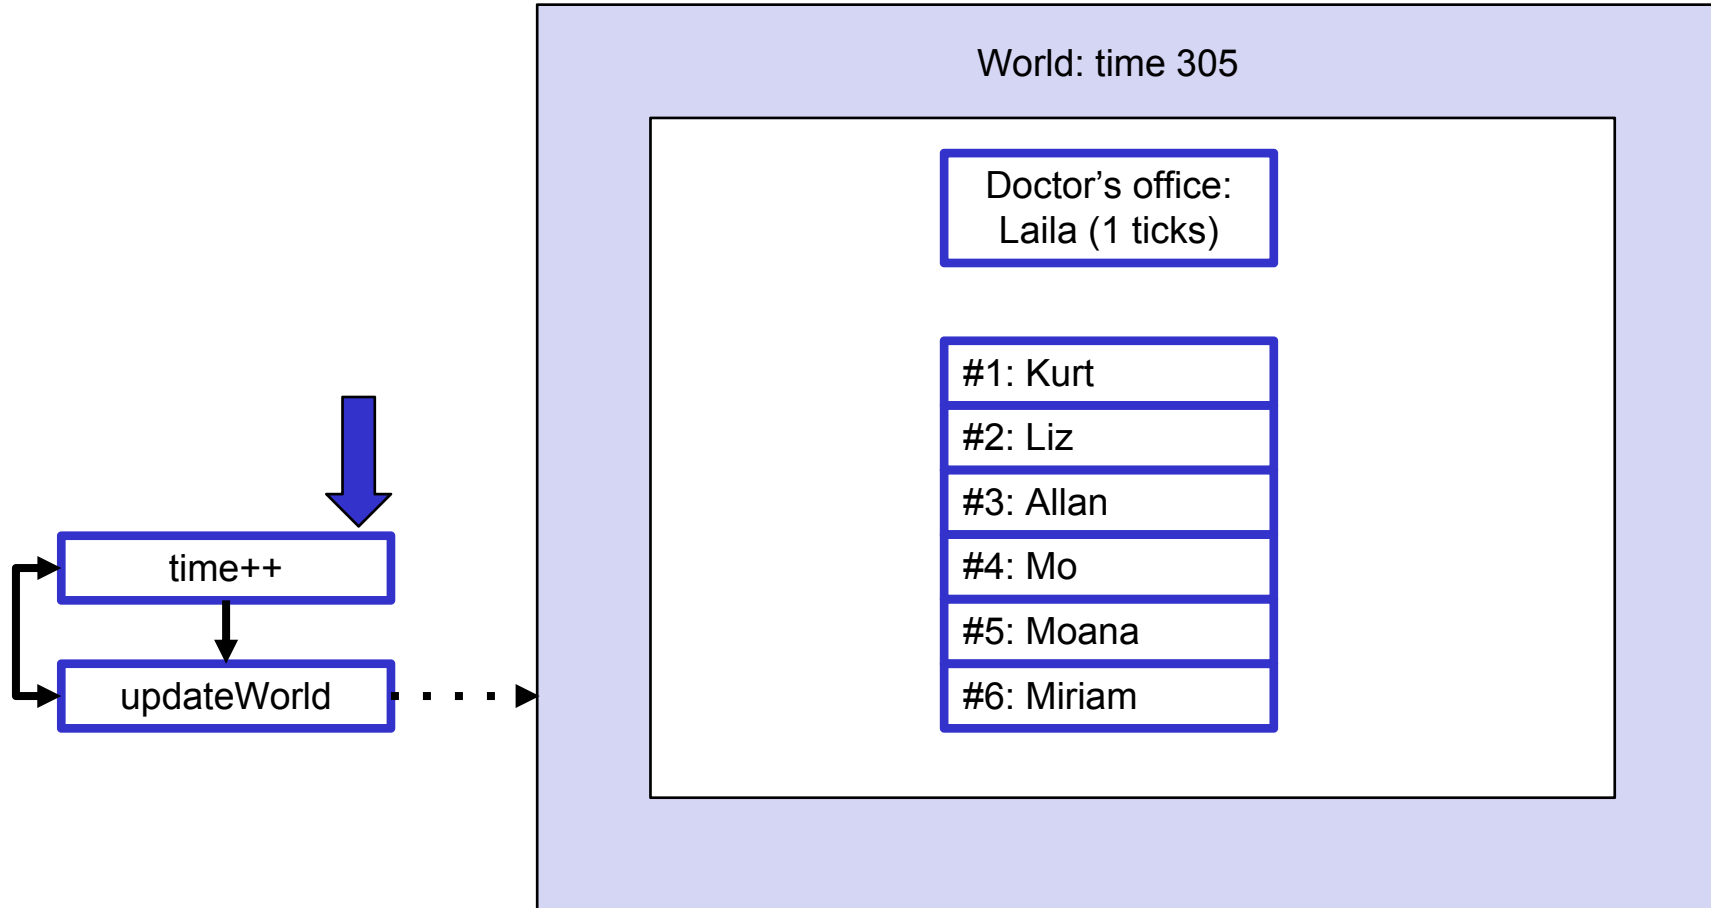 World: time 305
Doctor’s office:
Laila (1 ticks)
#1: Kurt
#2: Liz
#3: Allan
#4: Mo
#5: Moana
#6: Miriam
time++
updateWorld